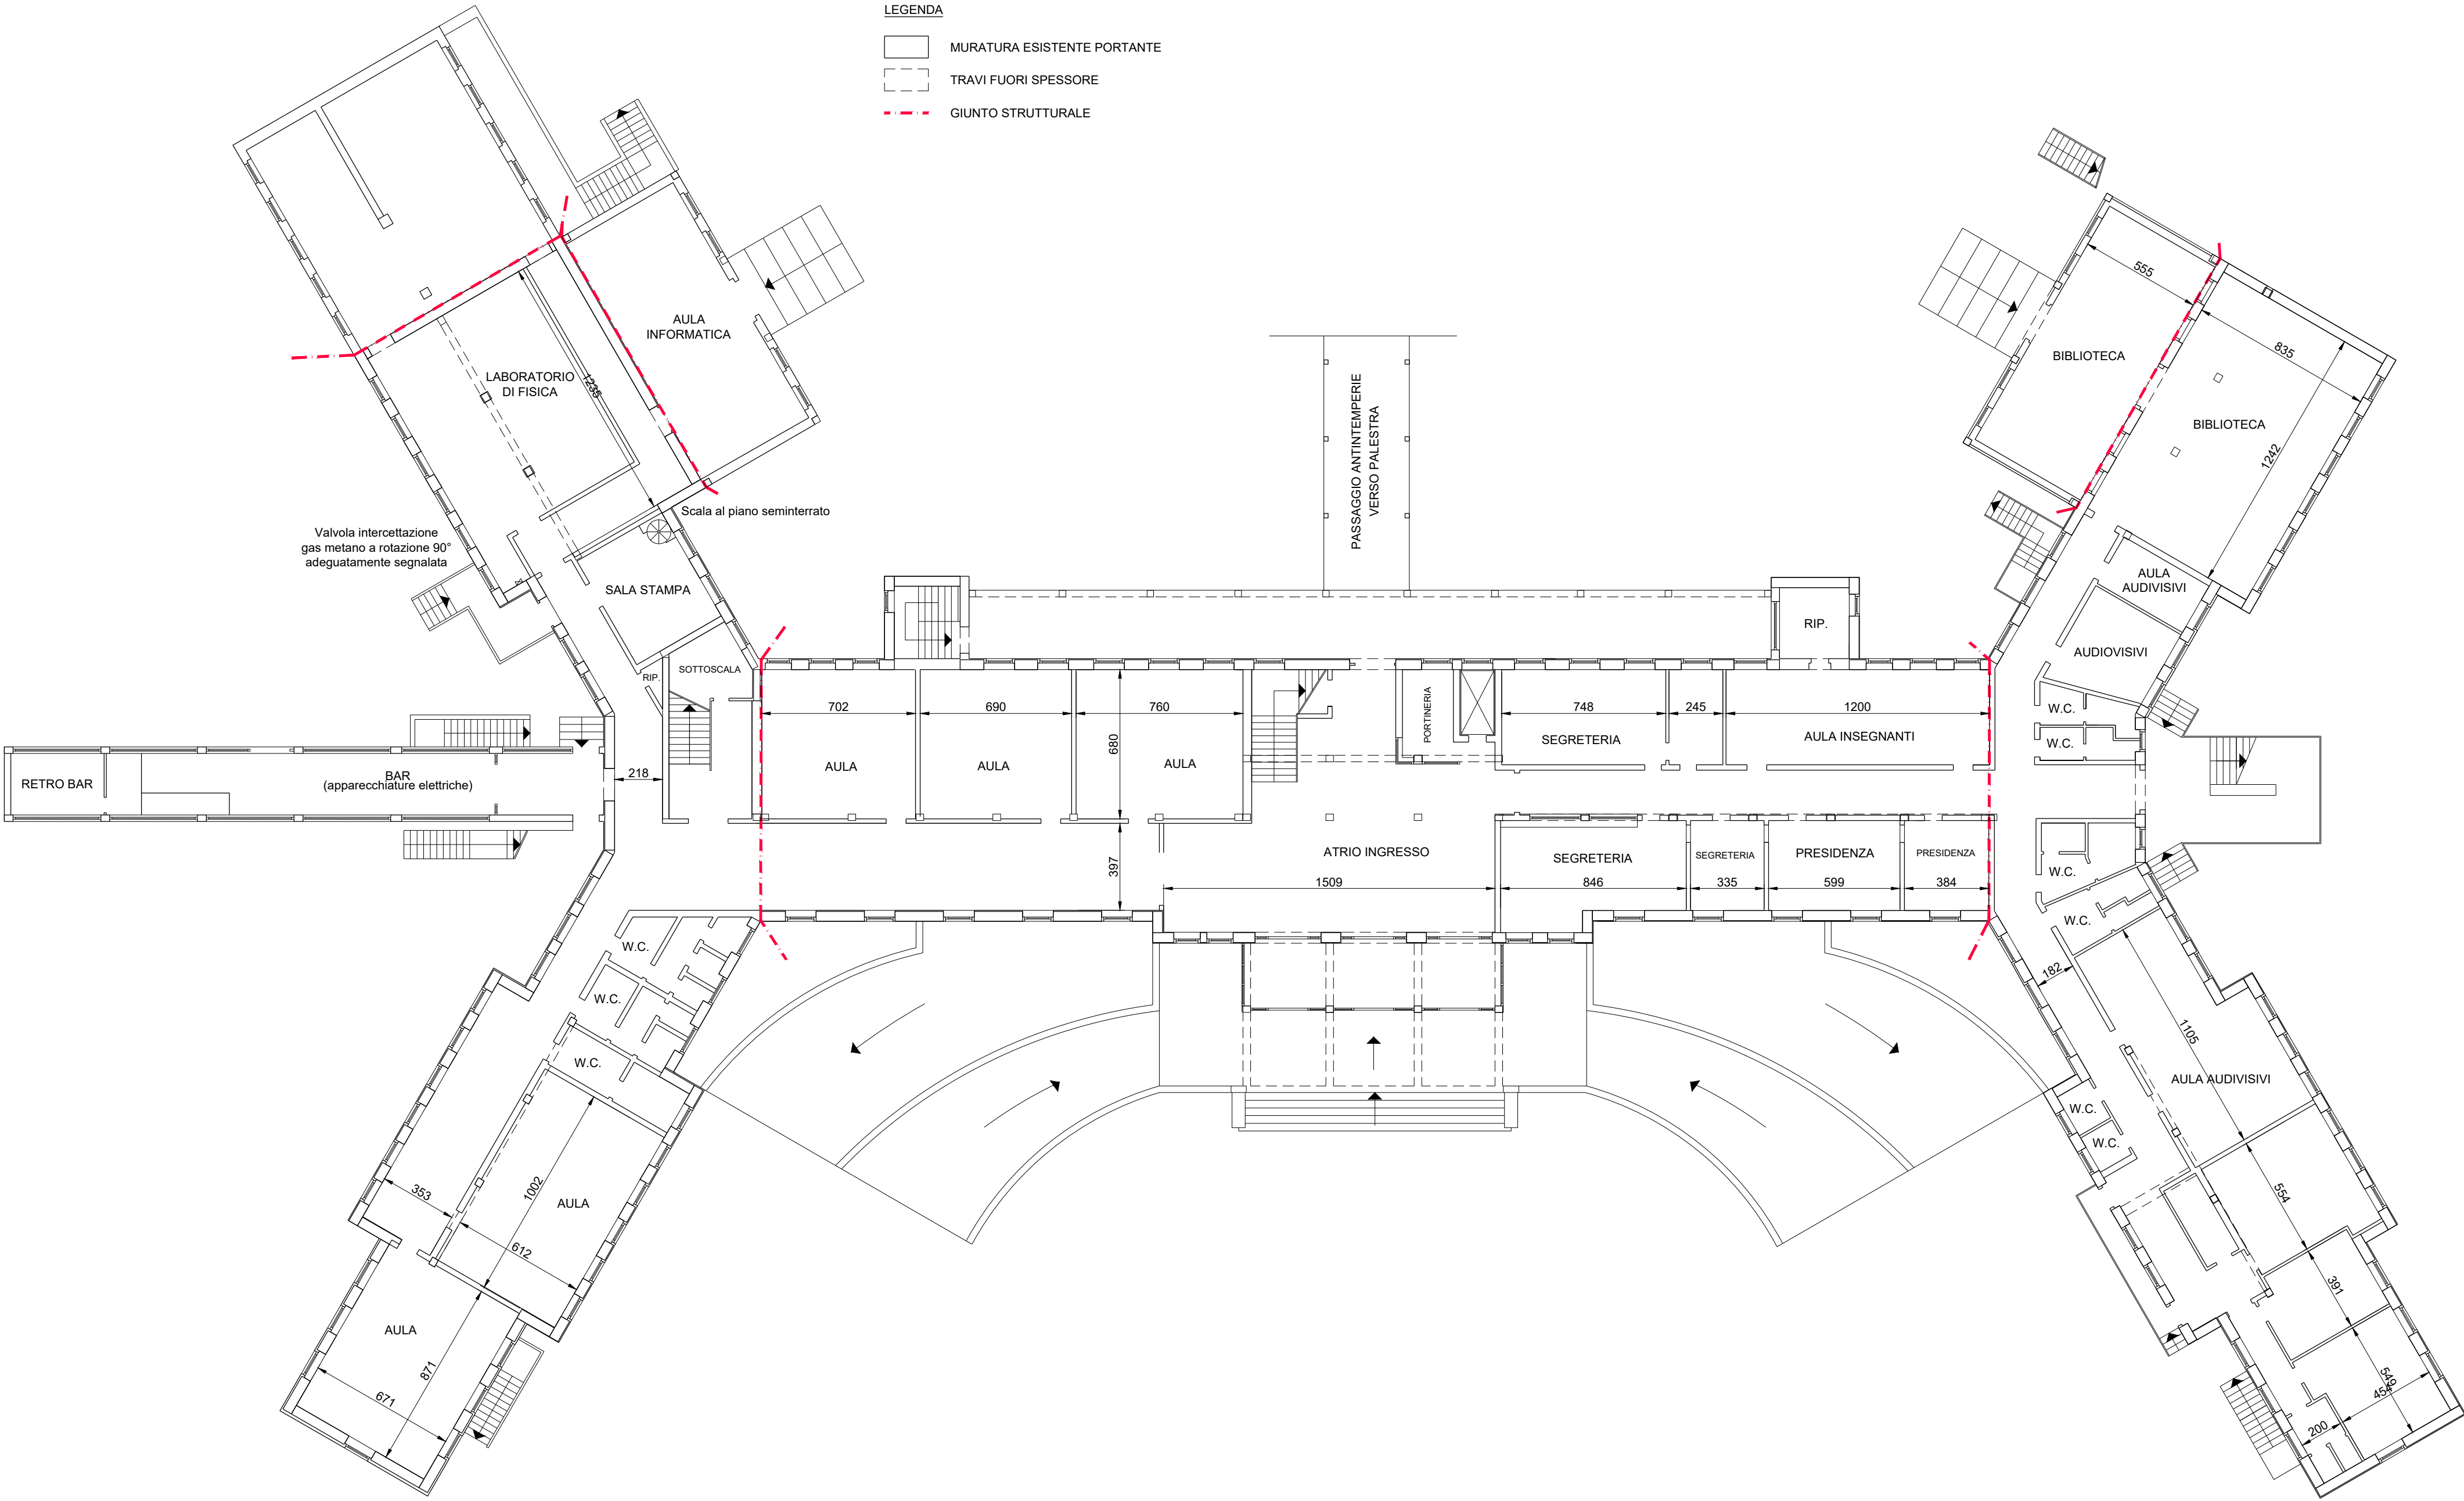 LEGENDA
MURATURA ESISTENTE PORTANTE
TRAVI FUORI SPESSORE
GIUNTO STRUTTURALE
AULA
INFORMATICA
LABORATORIO
DI FISICA
1235
Scala al piano seminterrato
Valvola intercettazione
gas metano a rotazione 90°
adeguatamente segnalata
SALA STAMPA
SOTTOSCALA
RIP.
218
RETRO BAR
BAR
(apparecchiature elettriche)
PASSAGGIO ANTINTEMPERIE
VERSO PALESTRA
555
835
BIBLIOTECA
BIBLIOTECA
1242
AULA
AUDIVISIVI
AUDIOVISIVI
RIP.
702
690
760
680
AULA
AULA
AULA
PORTINERIA
748
245
1200
SEGRETERIA
AULA INSEGNANTI
W.C.
W.C.
397
ATRIO INGRESSO
1509
SEGRETERIA
846
SEGRETERIA
335
PRESIDENZA
599
PRESIDENZA
384
W.C.
W.C.
182
1105
AULA AUDIVISIVI
W.C.
W.C.
554
391
549
454
200
W.C.
W.C.
W.C.
353
1002
AULA
612
AULA
871
671